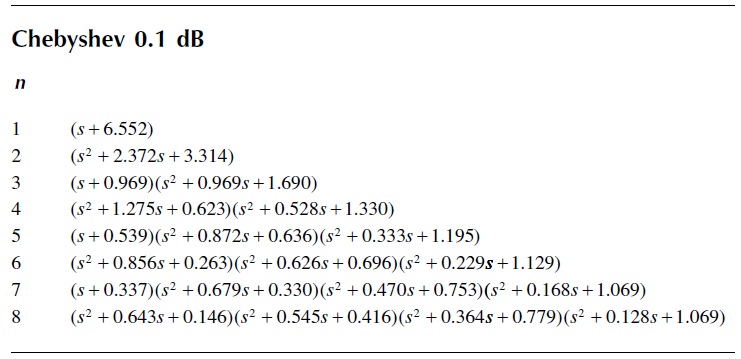 Chebyshev 0.1 dB
n
1 (s+6.552)
2 (s² +2.372s+3.314)
3 (s+0.969)(s² +0.969s+1.690)
4 (s² +1.275s+0.623)(s² +0.528s+1.330)
5 (s+0.539)(s² +0.872s+0.636)(s² +0.333s+1.195)
6 (s² +0.856s+0.263)(s² +0.626s+0.696)(s² +0.229s+1.129)
7 (s+0.337)(s² +0.679s+0.330)(s² +0.470s+0.753)(s² +0.168s+1.069)
8 (s² +0.643s+0.146)(s² +0.545s+0.416)(s² +0.364s+0.779)(s² +0.128s+1.069)